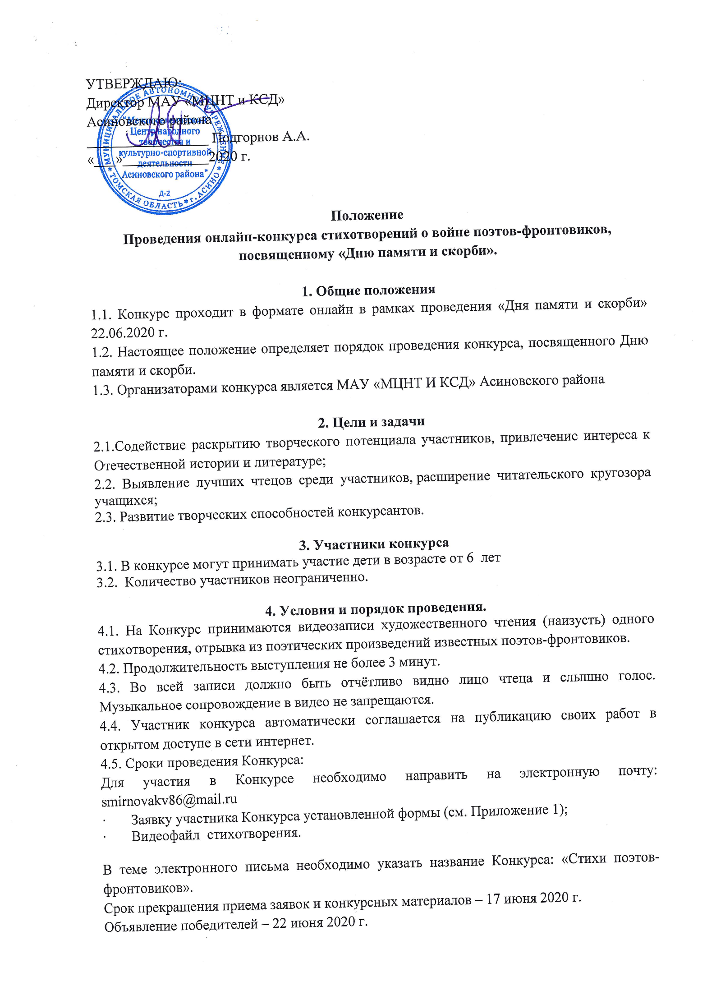 УТВЕРЖДАЮ:
Директор МАУ «МЦНТ и КСД»
Асиновского района
_________________ Подгорнов А.А.
«___»____________2020 г.
МУНИЦИПАЛЬНОЕ АВТОНОМНОЕ УЧРЕЖДЕНИЕ
"Межпоселенческий
Центр народного
творчества и
культурно-спортивной
деятельности
Асиновского района"
Д-2
* ТОМСКАЯ ОБЛАСТЬ * г. АСИНО *
Положение
Проведения онлайн-конкурса стихотворений о войне поэтов-фронтовиков,
посвященному «Дню памяти и скорби».
1. Общие положения
1.1. Конкурс проходит в формате онлайн в рамках проведения «Дня памяти и скорби»
22.06.2020 г.
1.2. Настоящее положение определяет порядок проведения конкурса, посвященного Дню
памяти и скорби.
1.3. Организаторами конкурса является МАУ «МЦНТ И КСД» Асиновского района
2. Цели и задачи
2.1.Содействие раскрытию творческого потенциала участников, привлечение интереса к
Отечественной истории и литературе;
2.2. Выявление лучших чтецов среди участников, расширение читательского кругозора
учащихся;
2.3. Развитие творческих способностей конкурсантов.
3. Участники конкурса
3.1. В конкурсе могут принимать участие дети в возрасте от 6 лет
3.2. Количество участников неограниченно.
4. Условия и порядок проведения.
4.1. На Конкурс принимаются видеозаписи художественного чтения (наизусть) одного
стихотворения, отрывка из поэтических произведений известных поэтов-фронтовиков.
4.2. Продолжительность выступления не более 3 минут.
4.3. Во всей записи должно быть отчётливо видно лицо чтеца и слышно голос.
Музыкальное сопровождение в видео не запрещаются.
4.4. Участник конкурса автоматически соглашается на публикацию своих работ в
открытом доступе в сети интернет.
4.5. Сроки проведения Конкурса:
Для участия в Конкурсе необходимо направить на электронную почту:
smirnovakv86@mail.ru
· Заявку участника Конкурса установленной формы (см. Приложение 1);
· Видеофайл стихотворения.
В теме электронного письма необходимо указать название Конкурса: «Стихи поэтов-
фронтовиков».
Срок прекращения приема заявок и конкурсных материалов – 17 июня 2020 г.
Объявление победителей – 22 июня 2020 г.